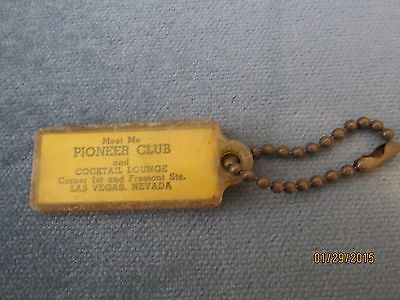 Meet Me
PIONEER CLUB
and
COCKTAIL LOUNGE
Corner 1st and Fremont Sts.
LAS VEGAS, NEVADA
01/29/2015